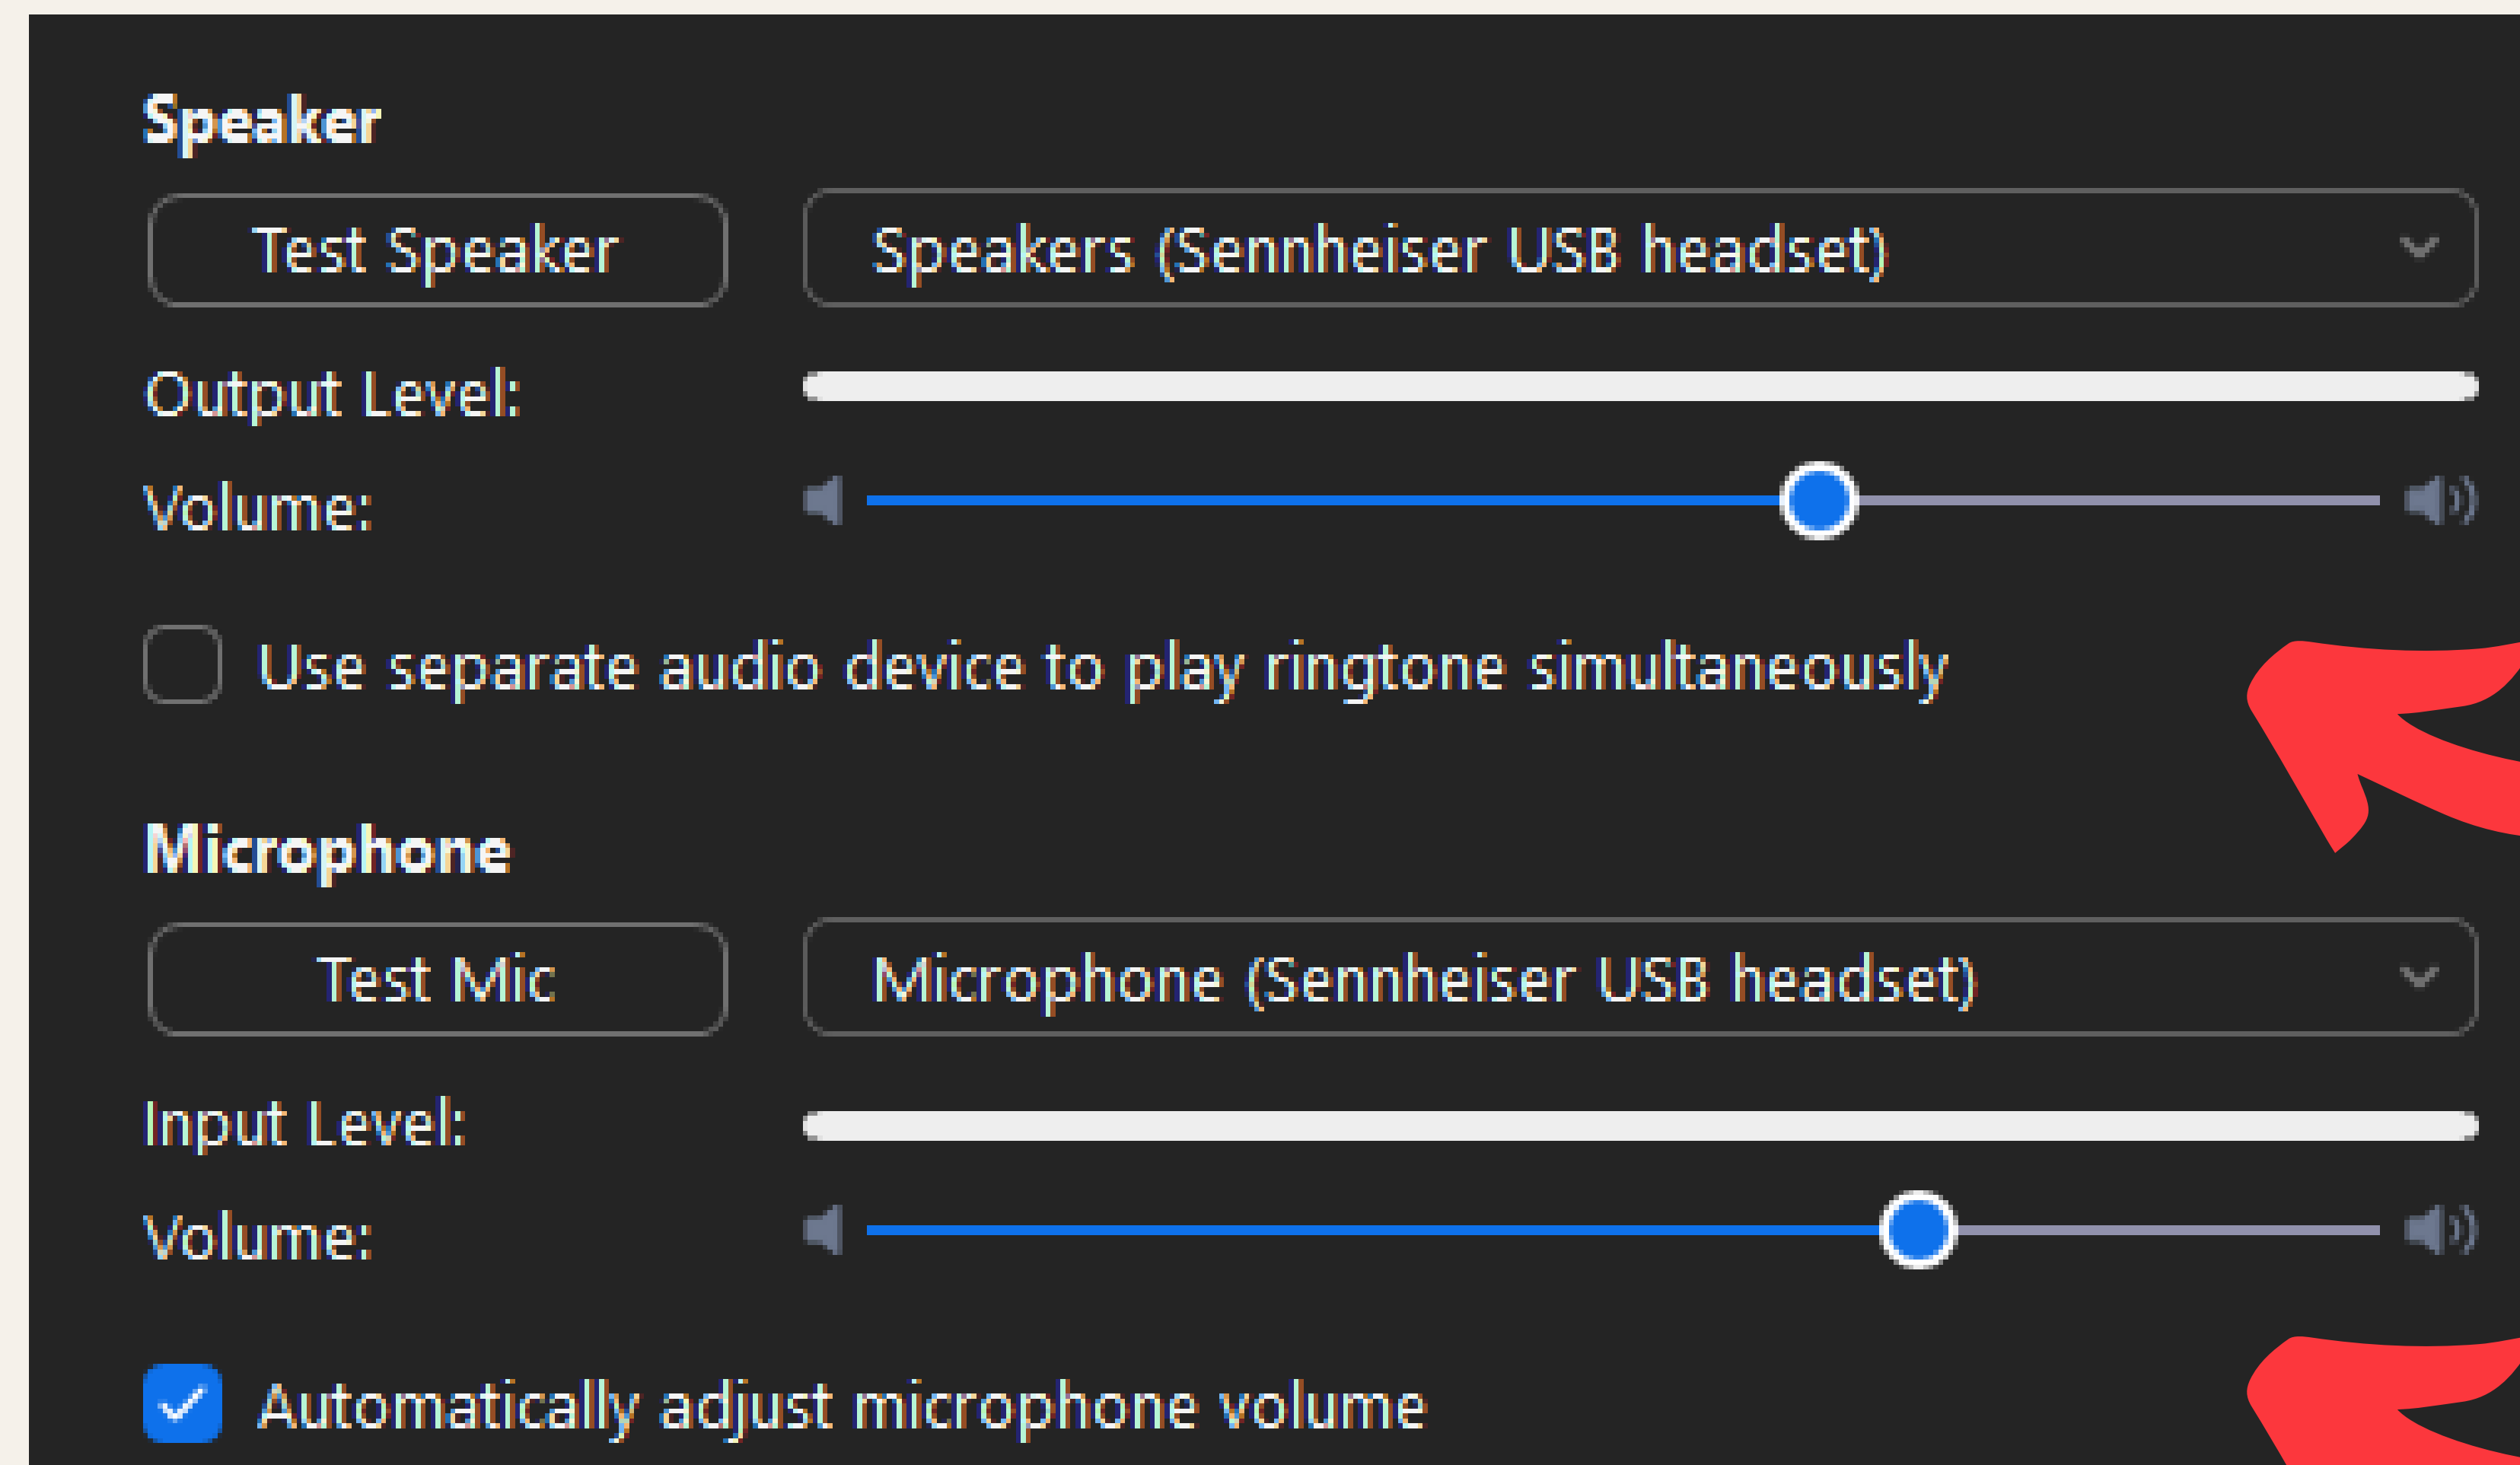 Speaker
Test Speaker
Speakers (Sennheiser USB headset)
Output Level:
Volume:
Use separate audio device to play ringtone simultaneously
Microphone
Test Mic
Microphone (Sennheiser USB headset)
Input Level:
Volume:
Automatically adjust microphone volume